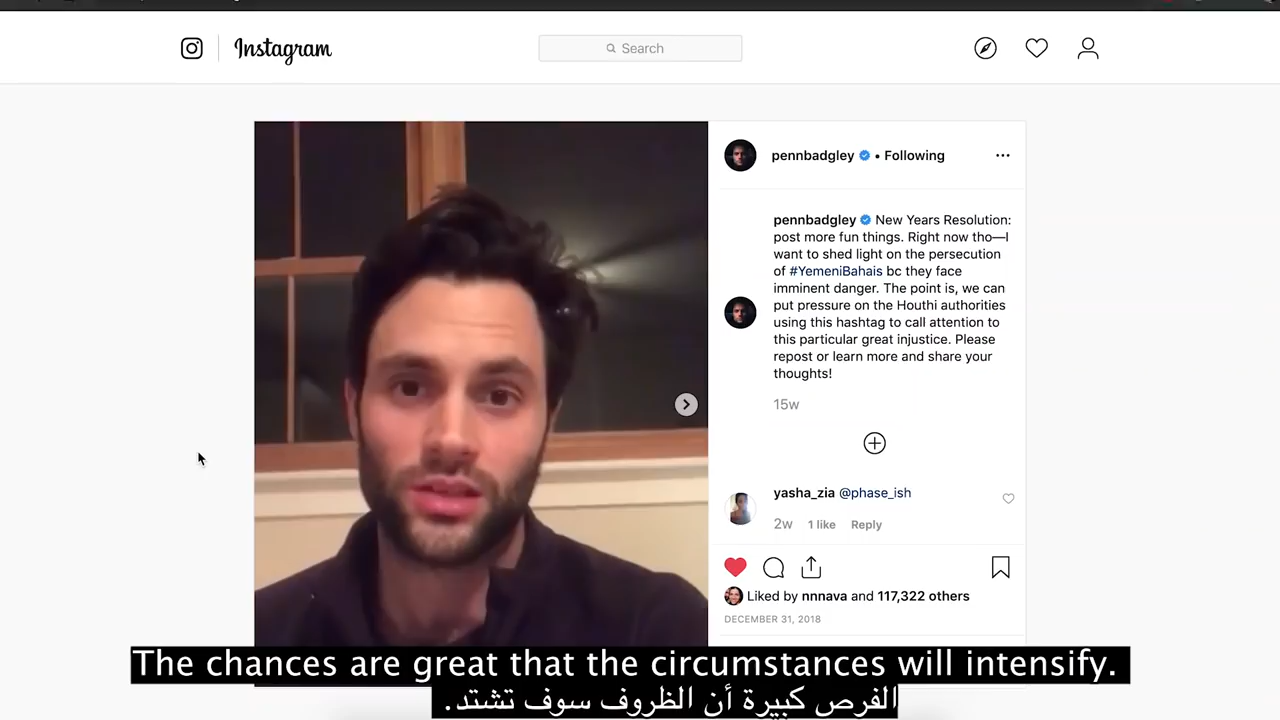 Instagram
Search
pennbadgley • Following
pennbadgley New Years Resolution:
post more fun things. Right now tho—I
want to shed light on the persecution
of #YemeniBahais bc they face
imminent danger. The point is, we can
put pressure on the Houthi authorities
using this hashtag to call attention to
this particular great injustice. Please
repost or learn more and share your
thoughts!
15w
yasha_zia @phase_ish
2w 1 like Reply
Liked by nnnava and 117,322 others
DECEMBER 31, 2018
The chances are great that the circumstances will intensify.
الفرص كبيرة أن الظروف سوف تشتد.